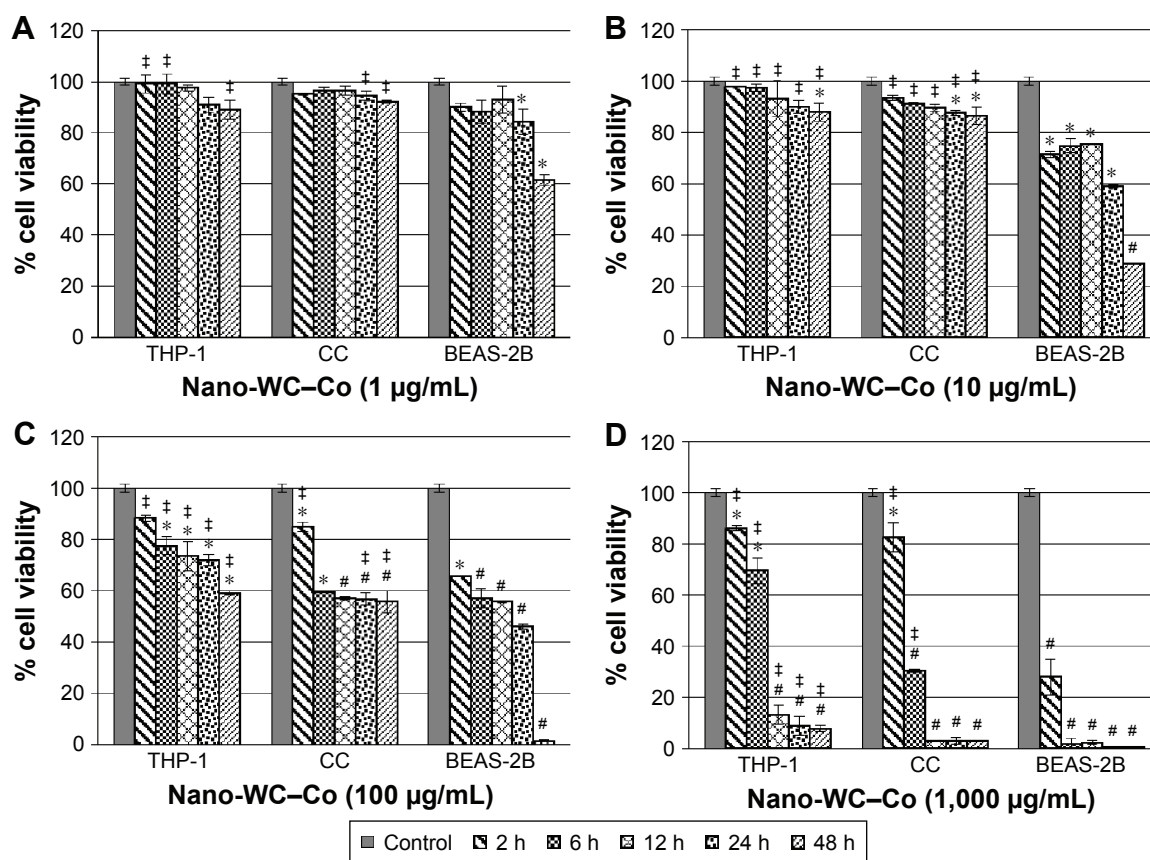 A
120
100
80
60
40
20
0
% cell viability
‡ ‡ ‡ ‡ ‡ * *
THP-1 CC BEAS-2B
Nano-WC–Co (1 µg/mL)
B
120
100
80
60
40
20
0
% cell viability
‡ ‡ ‡ ‡ ‡ * ‡ ‡ ‡ ‡ * ‡ * * * * * #
THP-1 CC BEAS-2B
Nano-WC–Co (10 µg/mL)
C
120
100
80
60
40
20
0
% cell viability
‡ ‡ * ‡ * ‡ * ‡ * ‡ * * # ‡ # ‡ # * # # # #
THP-1 CC BEAS-2B
Nano-WC–Co (100 µg/mL)
D
120
100
80
60
40
20
0
% cell viability
‡ * ‡ * ‡ # ‡ # ‡ # ‡ * ‡ # # # # # # # # #
THP-1 CC BEAS-2B
Nano-WC–Co (1,000 µg/mL)
Control 2 h 6 h 12 h 24 h 48 h